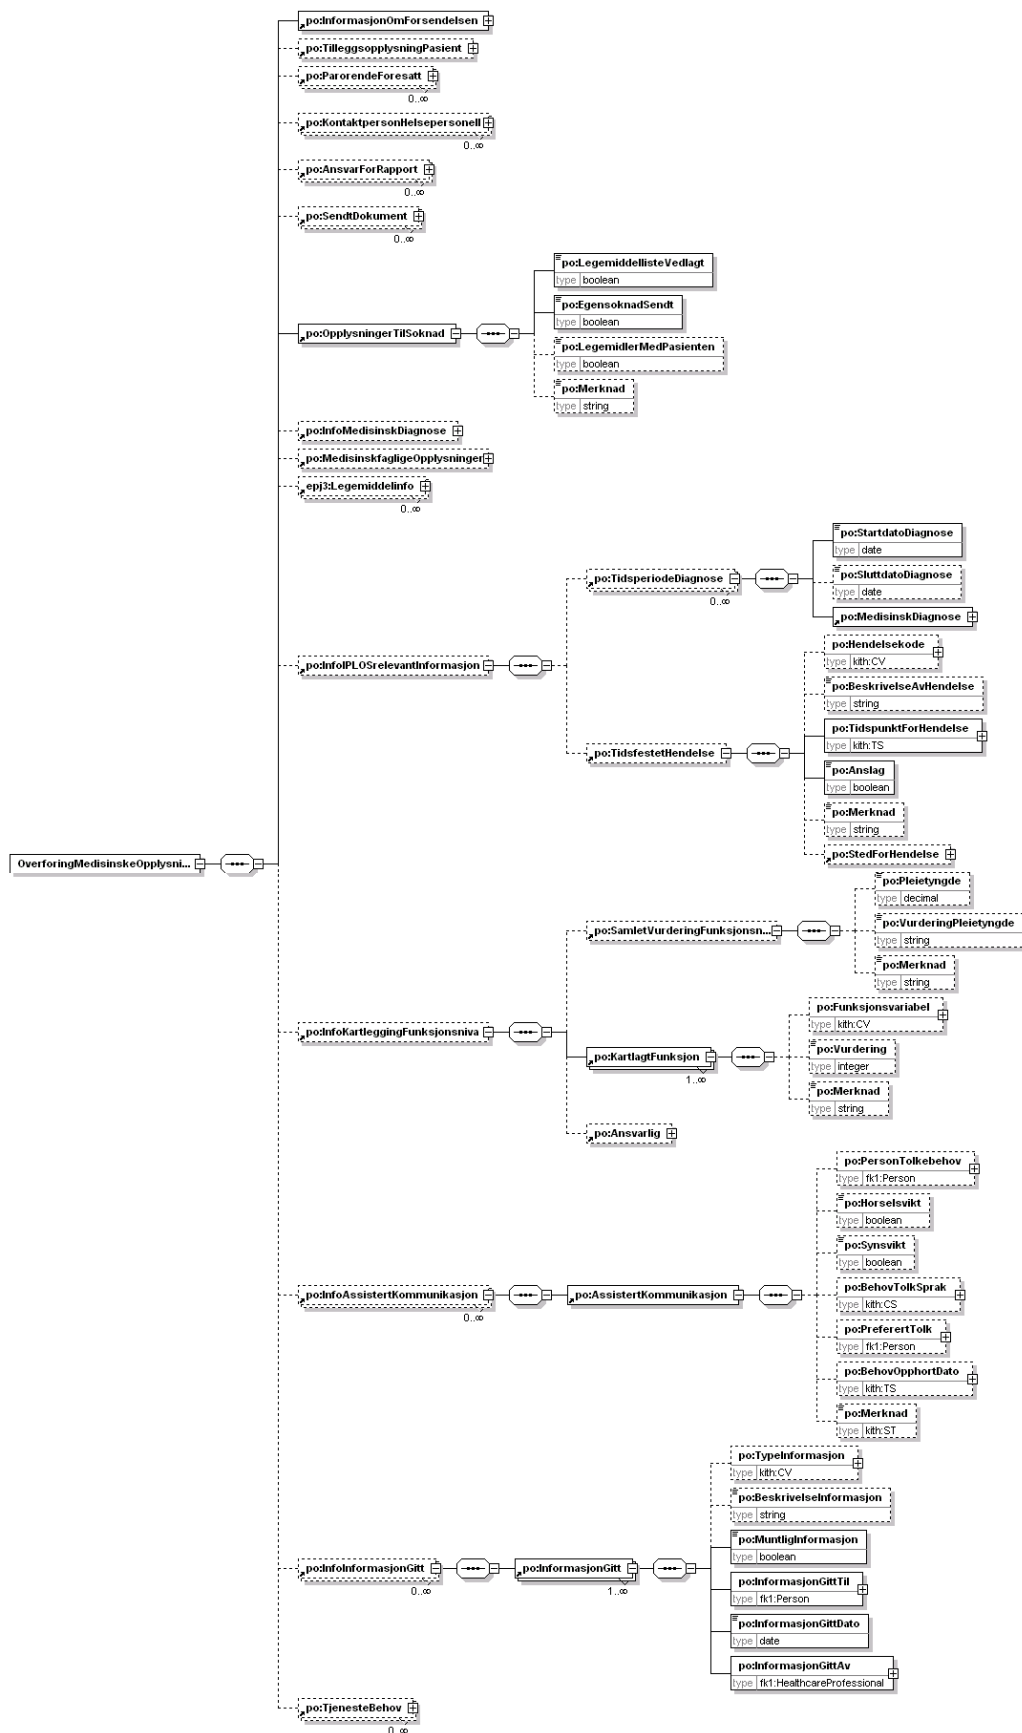 po:InformasjonOmForsendelsen
po:TilleggsopplysningPasient
po:ParorendeForesatt
0..∞
po:KontaktpersonHelsepersonell
0..∞
po:AnsvarForRapport
0..∞
po:SendtDokument
0..∞
po:OpplysningerTilSoknad
po:LegemiddellisteVedlagt
type boolean
po:EgensoknadSendt
type boolean
po:LegemidlerMedPasienten
type boolean
po:Merknad
type string
po:InfoMedisinskDiagnose
po:MedisinskfagligeOpplysninger
epj3:Legemiddelinfo
0..∞
po:InfoIPLOSrelevantInformasjon
po:TidsperiodeDiagnose
0..∞
po:StartdatoDiagnose
type date
po:SluttdatoDiagnose
type date
po:MedisinskDiagnose
po:TidsfestetHendelse
po:Hendelsekode
type kith:CV
po:BeskrivelseAvHendelse
type string
po:TidspunktForHendelse
type kith:TS
po:Anslag
type boolean
po:Merknad
type string
po:StedForHendelse
OverforingMedisinskeOpplysni...
po:InfoKartleggingFunksjonsniva
po:SamletVurderingFunksjonsn...
po:Pleietyngde
type decimal
po:VurderingPleietyngde
type string
po:Merknad
type string
po:KartlagtFunksjon
1..∞
po:Funksjonsvariabel
type kith:CV
po:Vurdering
type integer
po:Merknad
type string
po:Ansvarlig
po:InfoAssistertKommunikasjon
0..∞
po:AssistertKommunikasjon
po:PersonTolkebehov
type fk1:Person
po:Horselsvikt
type boolean
po:Synsvikt
type boolean
po:BehovTolkSprak
type kith:CS
po:PreferertTolk
type fk1:Person
po:BehovOpphortDato
type kith:TS
po:Merknad
type kith:ST
po:InfoInformasjonGitt
0..∞
po:InformasjonGitt
1..∞
po:TypeInformasjon
type kith:CV
po:BeskrivelseInformasjon
type string
po:MuntligInformasjon
type boolean
po:InformasjonGittTil
type fk1:Person
po:InformasjonGittDato
type date
po:InformasjonGittAv
type fk1:HealthcareProfessional
po:TjenesteBehov
0..∞